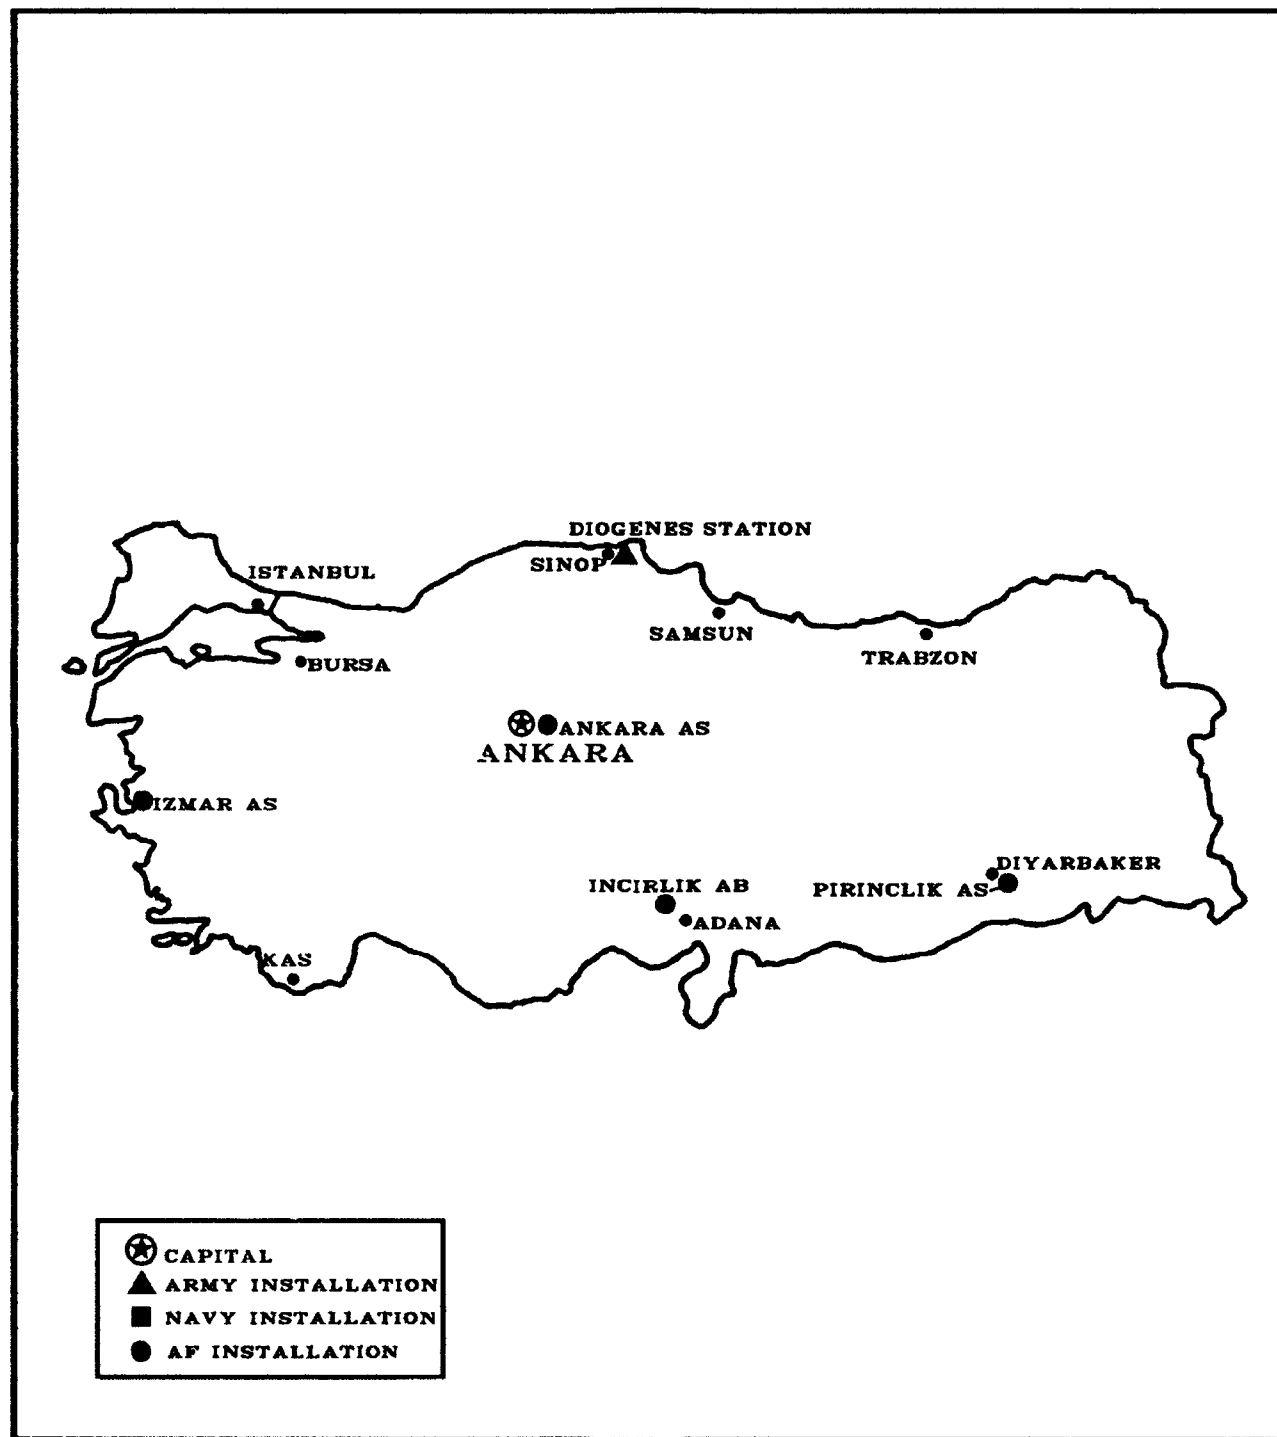 DIOGENES STATION
SINOP
ISTANBUL
SAMSUN
TRABZON
BURSA
ANKARA AS
ANKARA
IZMAR AS
DIYARBAKER
INCIRLIK AB
PIRINCLIK AS
ADANA
KAS
CAPITAL
ARMY INSTALLATION
NAVY INSTALLATION
AF INSTALLATION